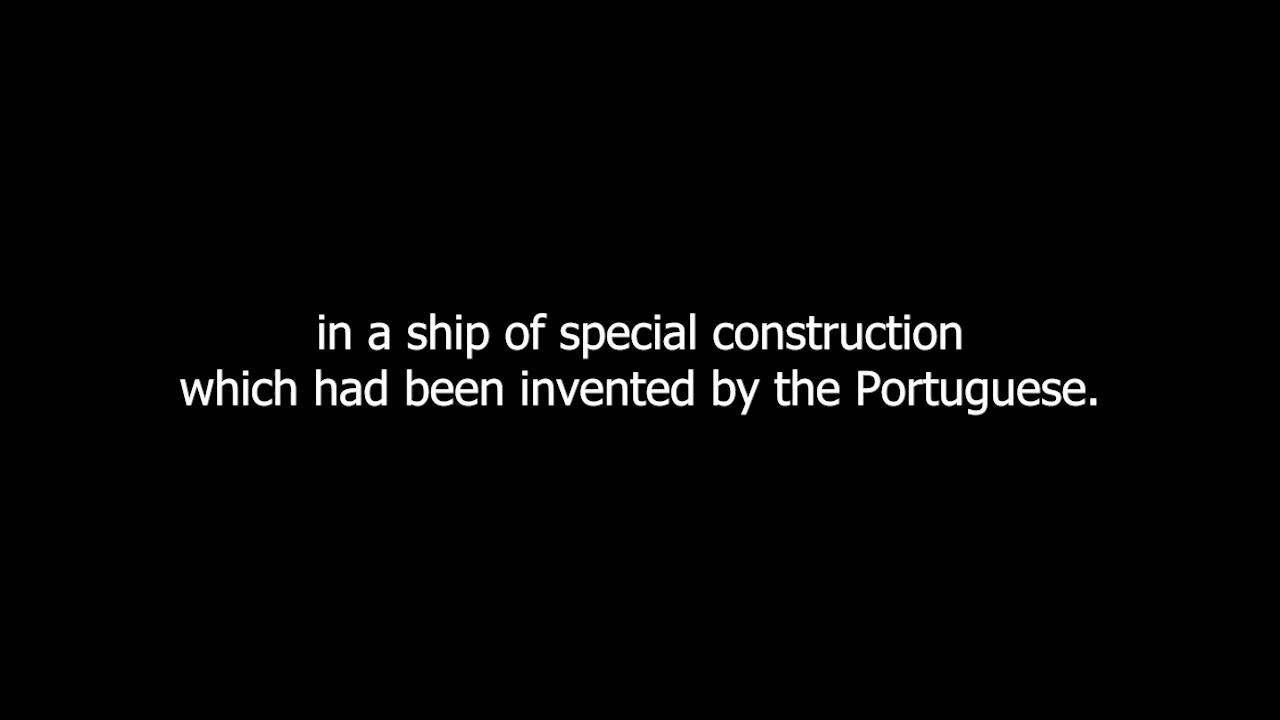 in a ship of special construction
which had been invented by the Portuguese.